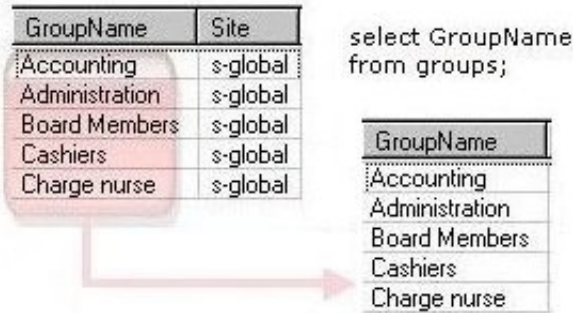 GroupName Site
Accounting s-global
Administration s-global
Board Members s-global
Cashiers s-global
Charge nurse s-global
select GroupName
from groups;
GroupName
Accounting
Administration
Board Members
Cashiers
Charge nurse